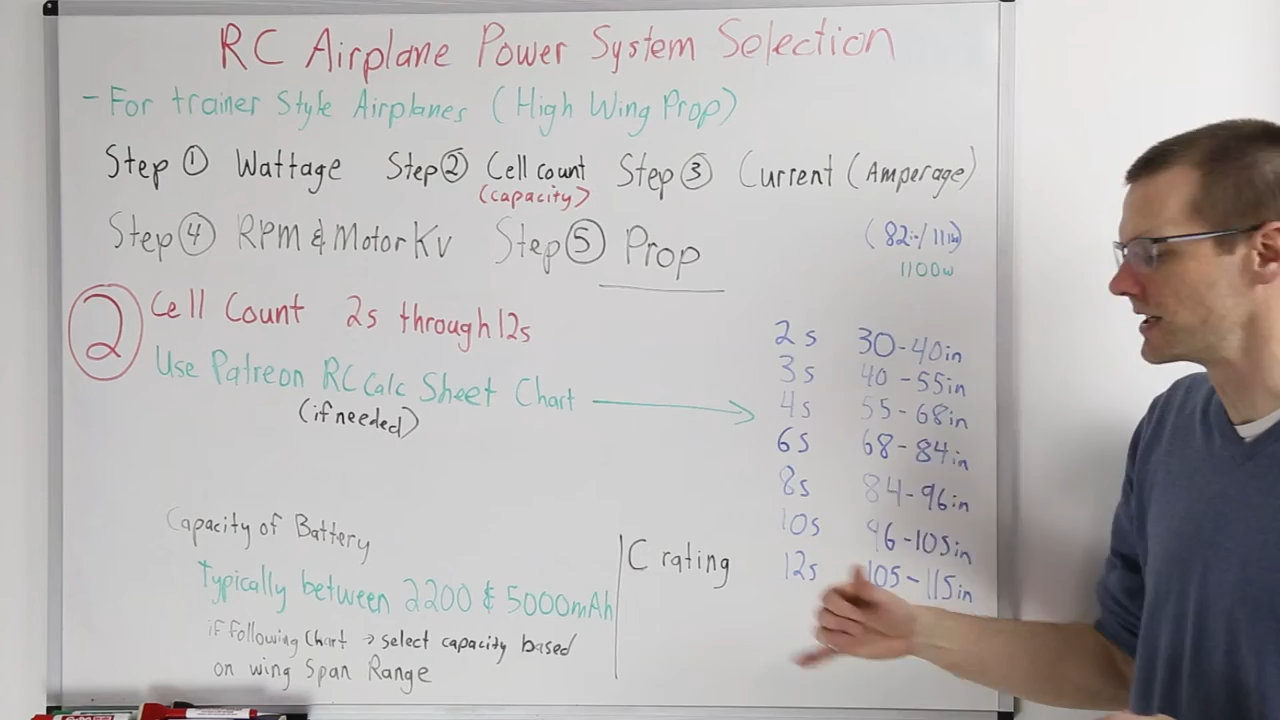 RC Airplane Power System Selection
- For trainer Style Airplanes (High Wing Prop)
Step ① Wattage Step ② Cell count Step ③ Current (Amperage)
(capacity)
Step ④ RPM & Motor Kv Step ⑤ Prop
(82in/11lbs)
1100w
② Cell Count 2s through 12s
Use Patreon RC Calc Sheet Chart →
(if needed)
2s 30-40in
3s 40-55in
4s 55-68in
6s 68-84in
8s 84-96in
10s 96-105in
12s 105-115in
Capacity of Battery
Typically between 2200 & 5000mAh
if following Chart → select capacity based
on wing Span Range
C rating